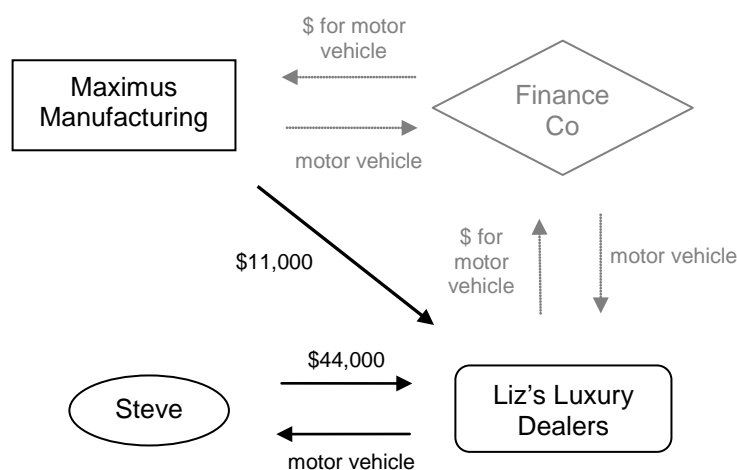 $ for motor
vehicle
Maximus
Manufacturing
Finance
Co
motor vehicle
$11,000
$ for
motor
vehicle
motor vehicle
$44,000
Steve
Liz's Luxury
Dealers
motor vehicle